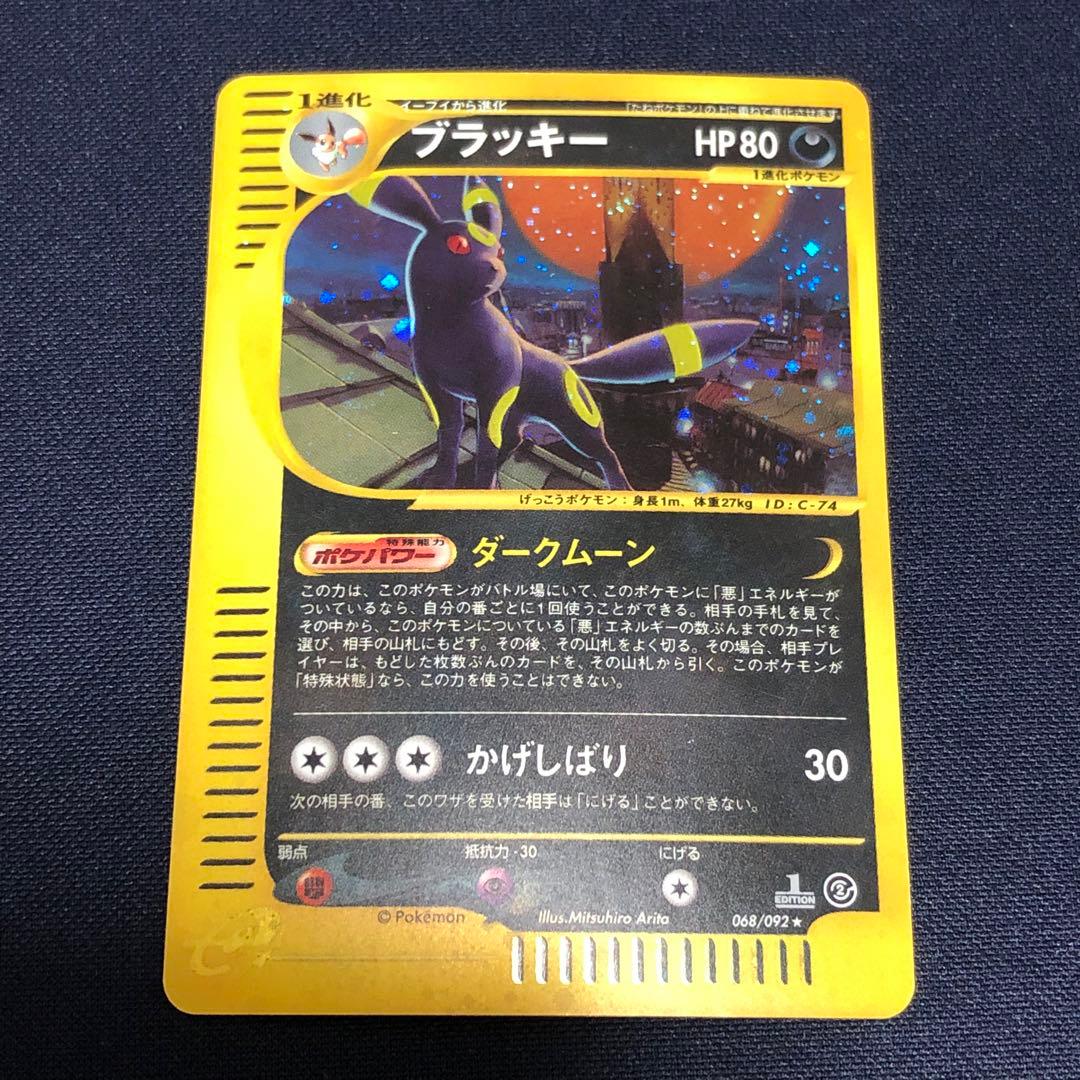 1進化
イーブイから進化
「たねポケモン」の上に重ねて進化させます
ブラッキー
HP80
1進化ポケモン
げっこうポケモン：身長1m、体重27kg ID:C-74
特殊能力
ポケパワー
ダークムーン
この力は、このポケモンがバトル場にいて、このポケモンに「悪」エネルギーが
ついているなら、自分の番ごとに1回使うことができる。相手の手札を見て、
その中から、このポケモンについている「悪」エネルギーの数ぶんまでのカードを
選び、相手の山札にもどす。その後、その山札をよく切る。その場合、相手プレ
イヤーは、もどした枚数ぶんのカードを、その山札から引く。このポケモンが
「特殊状態」なら、この力を使うことはできない。
かげしばり
30
次の相手の番、このワザを受けた相手は「にげる」ことができない。
弱点
抵抗力 -30
にげる
1
EDITION
© Pokémon
Illus.Mitsuhiro Arita
068/092★